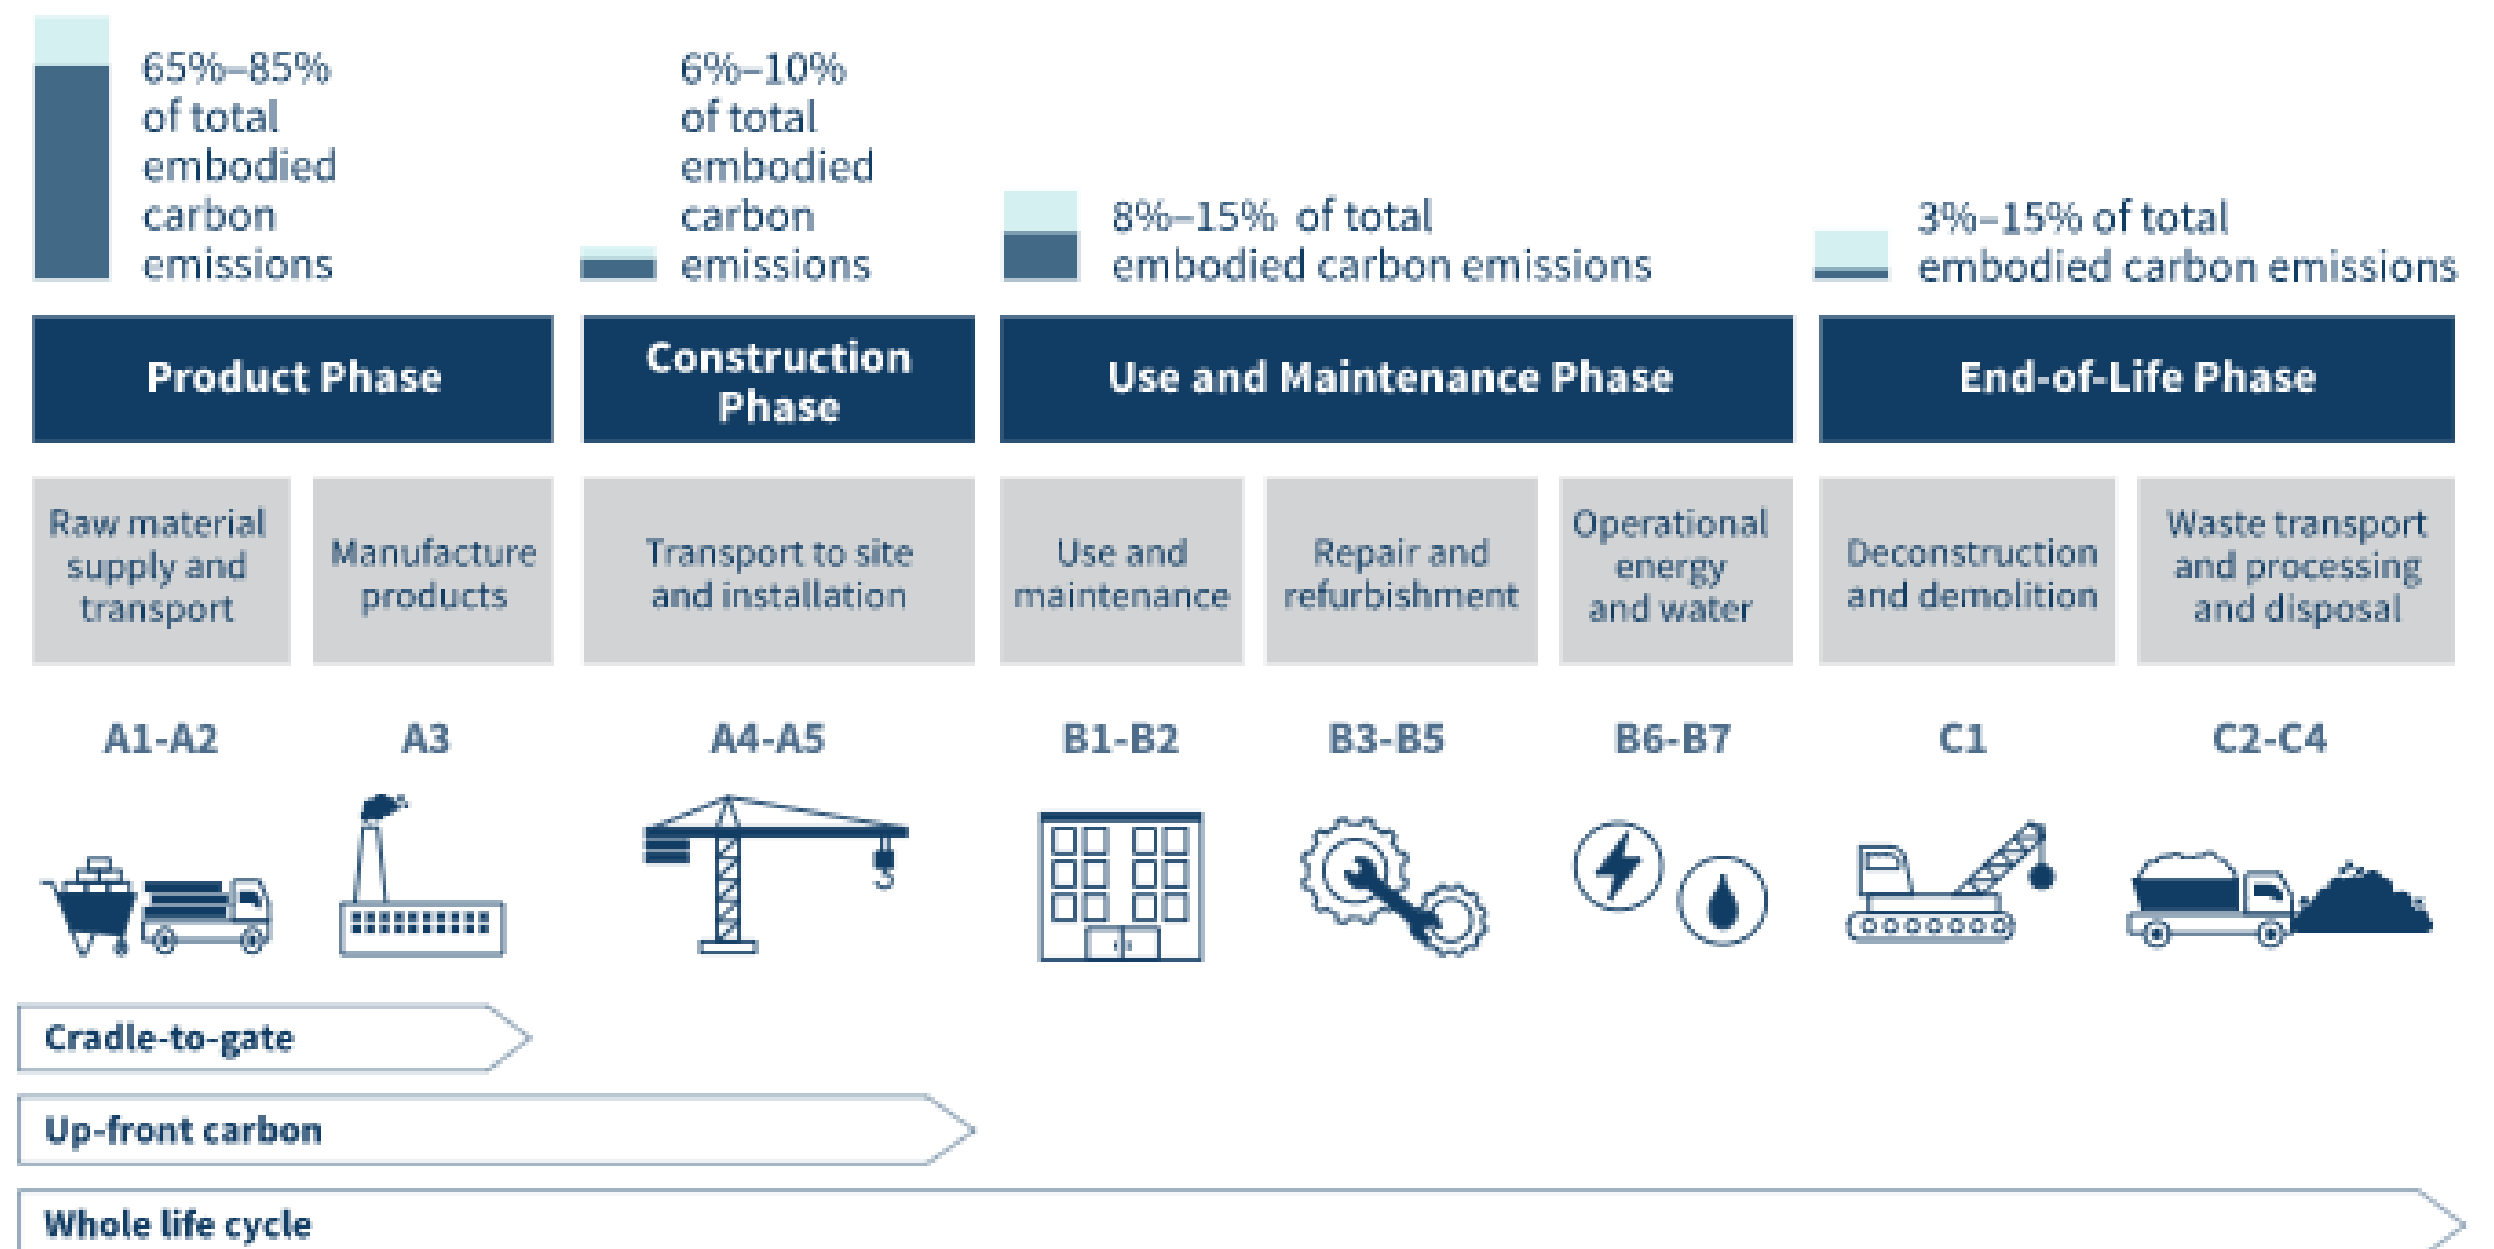 65%–85%
of total
embodied
carbon
emissions
6%–10%
of total
embodied
carbon
emissions
8%–15% of total
embodied carbon emissions
3%–15% of total
embodied carbon emissions
Product Phase
Construction
Phase
Use and Maintenance Phase
End-of-Life Phase
Raw material
supply and
transport
Manufacture
products
Transport to site
and installation
Use and
maintenance
Repair and
refurbishment
Operational
energy
and water
Deconstruction
and demolition
Waste transport
and processing
and disposal
A1-A2
A3
A4-A5
B1-B2
B3-B5
B6-B7
C1
C2-C4
Cradle-to-gate
Up-front carbon
Whole life cycle